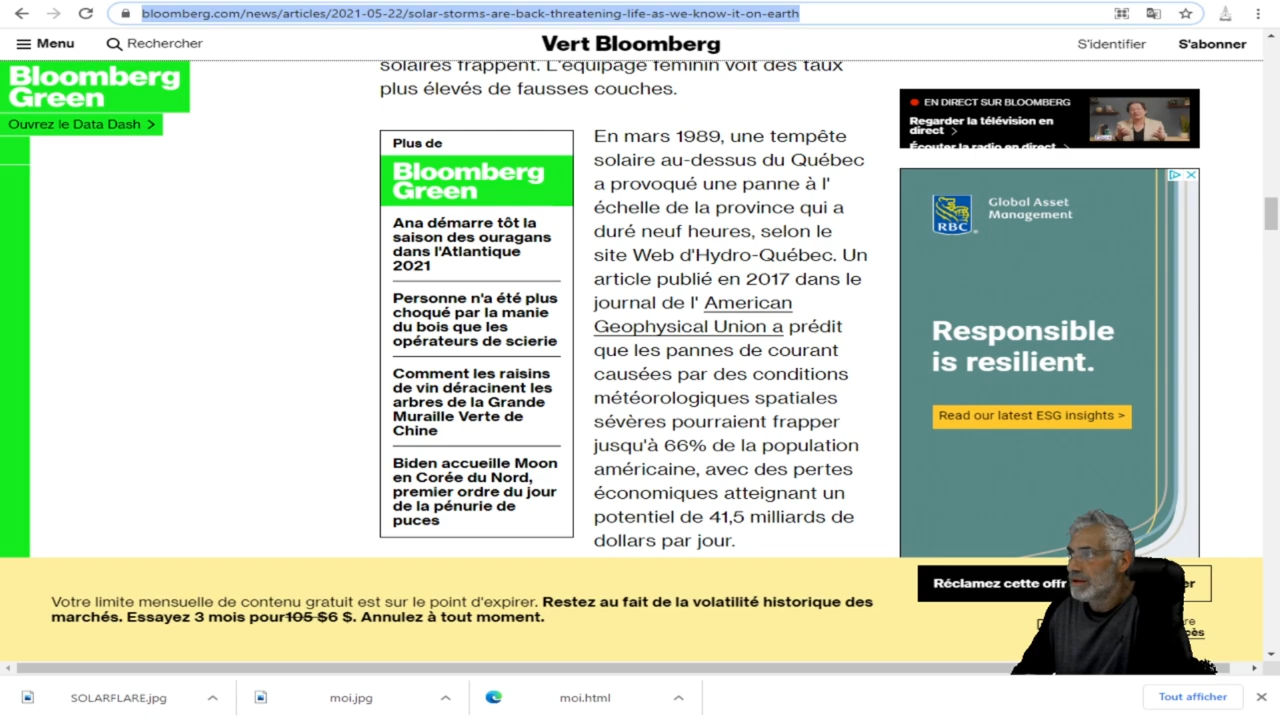 bloomberg.com/news/articles/2021-05-22/solar-storms-are-back-threatening-life-as-we-know-it-on-earth
Menu
Rechercher
Vert Bloomberg
S'identifier
S'abonner
Bloomberg
Green
Ouvrez le Data Dash >
solaires frappent. L'équipage féminin voit des taux
plus élevés de fausses couches.
Plus de
Bloomberg
Green
Ana démarre tôt la
saison des ouragans
dans l'Atlantique
2021
Personne n'a été plus
choqué par la manie
du bois que les
opérateurs de scierie
Comment les raisins
de vin déracinent les
arbres de la Grande
Muraille Verte de
Chine
Biden accueille Moon
en Corée du Nord,
premier ordre du jour
de la pénurie de
puces
En mars 1989, une tempête
solaire au-dessus du Québec
a provoqué une panne à l'
échelle de la province qui a
duré neuf heures, selon le
site Web d'Hydro-Québec. Un
article publié en 2017 dans le
journal de l' American
Geophysical Union a prédit
que les pannes de courant
causées par des conditions
météorologiques spatiales
sévères pourraient frapper
jusqu'à 66% de la population
américaine, avec des pertes
économiques atteignant un
potentiel de 41,5 milliards de
dollars par jour.
EN DIRECT SUR BLOOMBERG
Regarder la télévision en
direct >
Écouter la radio en direct >
RBC
Global Asset
Management
Responsible
is resilient.
Read our latest ESG insights >
Votre limite mensuelle de contenu gratuit est sur le point d'expirer. Restez au fait de la volatilité historique des
marchés. Essayez 3 mois pour105 $6 $. Annulez à tout moment.
Réclamez cette offr
SOLARFLARE.jpg
moi.jpg
moi.html
Tout afficher